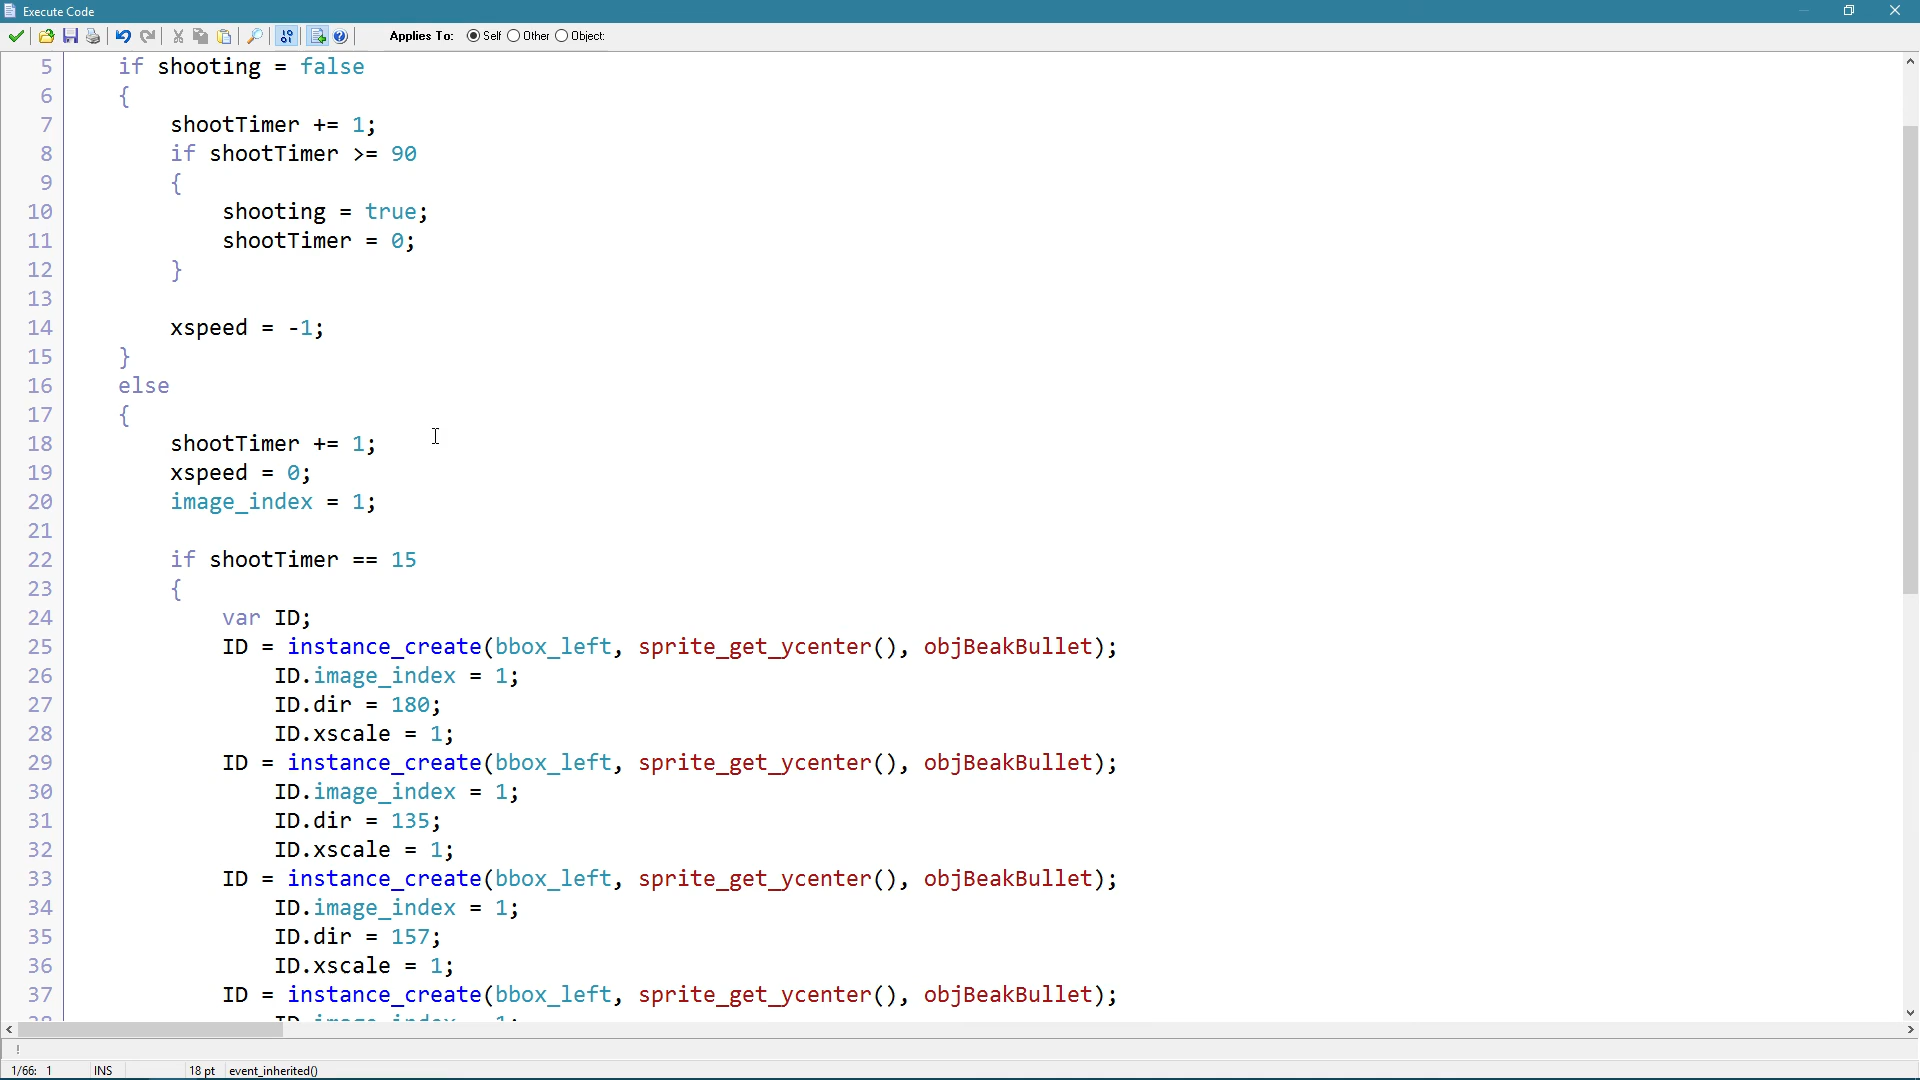 Execute Code
Applies To: Self Other Object:
5 if shooting = false
6 {
7 shootTimer += 1;
8 if shootTimer >= 90
9 {
10 shooting = true;
11 shootTimer = 0;
12 }
13
14 xspeed = -1;
15 }
16 else
17 {
18 shootTimer += 1;
19 xspeed = 0;
20 image_index = 1;
21
22 if shootTimer == 15
23 {
24 var ID;
25 ID = instance_create(bbox_left, sprite_get_ycenter(), objBeakBullet);
26 ID.image_index = 1;
27 ID.dir = 180;
28 ID.xscale = 1;
29 ID = instance_create(bbox_left, sprite_get_ycenter(), objBeakBullet);
30 ID.image_index = 1;
31 ID.dir = 135;
32 ID.xscale = 1;
33 ID = instance_create(bbox_left, sprite_get_ycenter(), objBeakBullet);
34 ID.image_index = 1;
35 ID.dir = 157;
36 ID.xscale = 1;
37 ID = instance_create(bbox_left, sprite_get_ycenter(), objBeakBullet);
!
1/66: 1 INS 18 pt event_inherited()